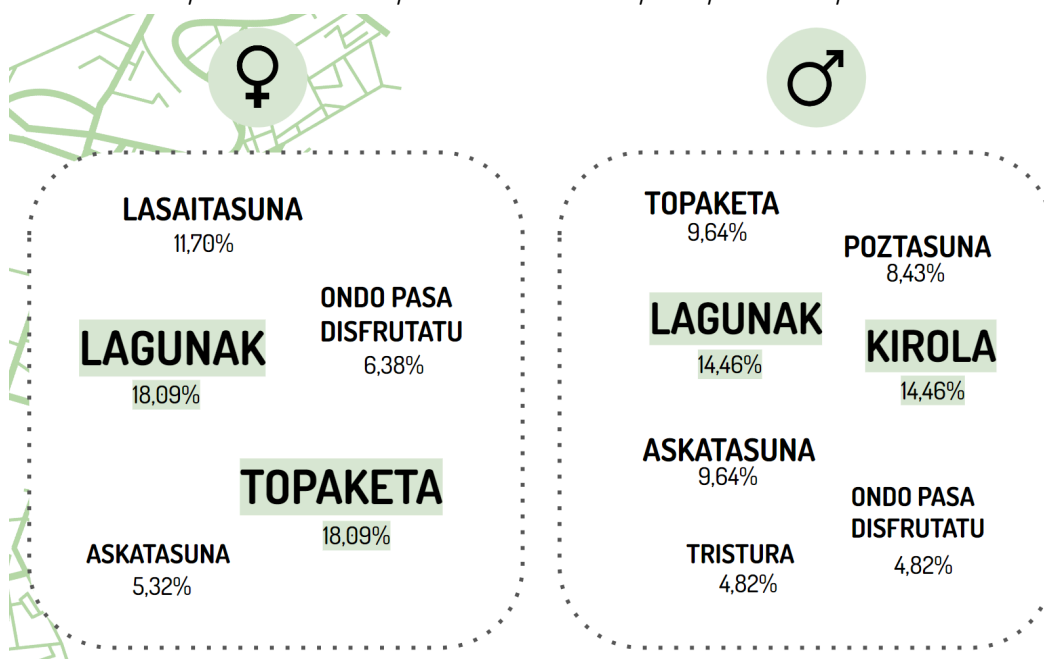 LASAITASUNA
11,70%
ONDO PASA
DISFRUTATU
6,38%
LAGUNAK
18,09%
TOPAKETA
18,09%
ASKATASUNA
5,32%
TOPAKETA
9,64%
POZTASUNA
8,43%
LAGUNAK
14,46%
KIROLA
14,46%
ASKATASUNA
9,64%
ONDO PASA
DISFRUTATU
4,82%
TRISTURA
4,82%